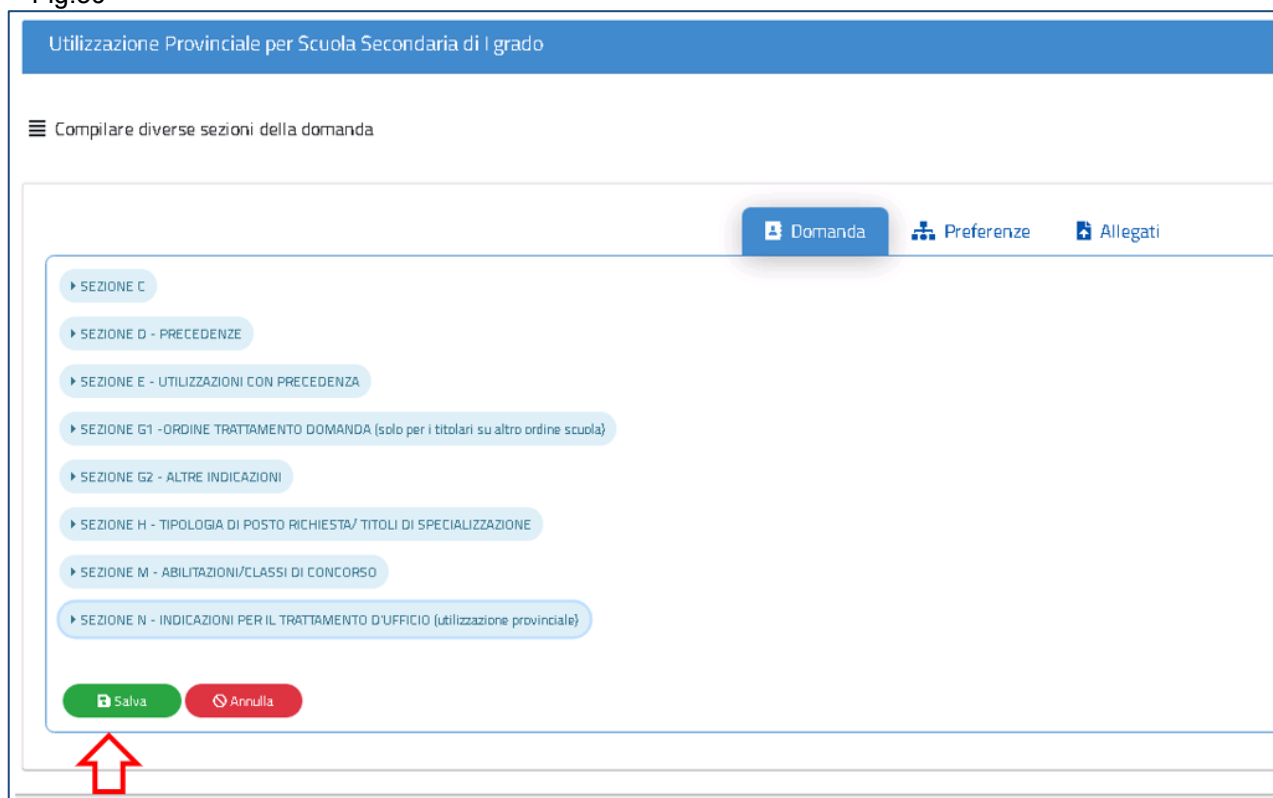 Utilizzazione Provinciale per Scuola Secondaria di I grado
Compilare diverse sezioni della domanda
Domanda Preferenze Allegati
SEZIONE C
SEZIONE D - PRECEDENZE
SEZIONE E - UTILIZZAZIONI CON PRECEDENZA
SEZIONE G1 -ORDINE TRATTAMENTO DOMANDA (solo per i titolari su altro ordine scuola}
SEZIONE G2 - ALTRE INDICAZIONI
SEZIONE H - TIPOLOGIA DI POSTO RICHIESTA/ TITOLI DI SPECIALIZZAZIONE
SEZIONE M - ABILITAZIONI/CLASSI DI CONCORSO
SEZIONE N - INDICAZIONI PER IL TRATTAMENTO D'UFFICIO (utilizzazione provinciale}
Salva Annulla